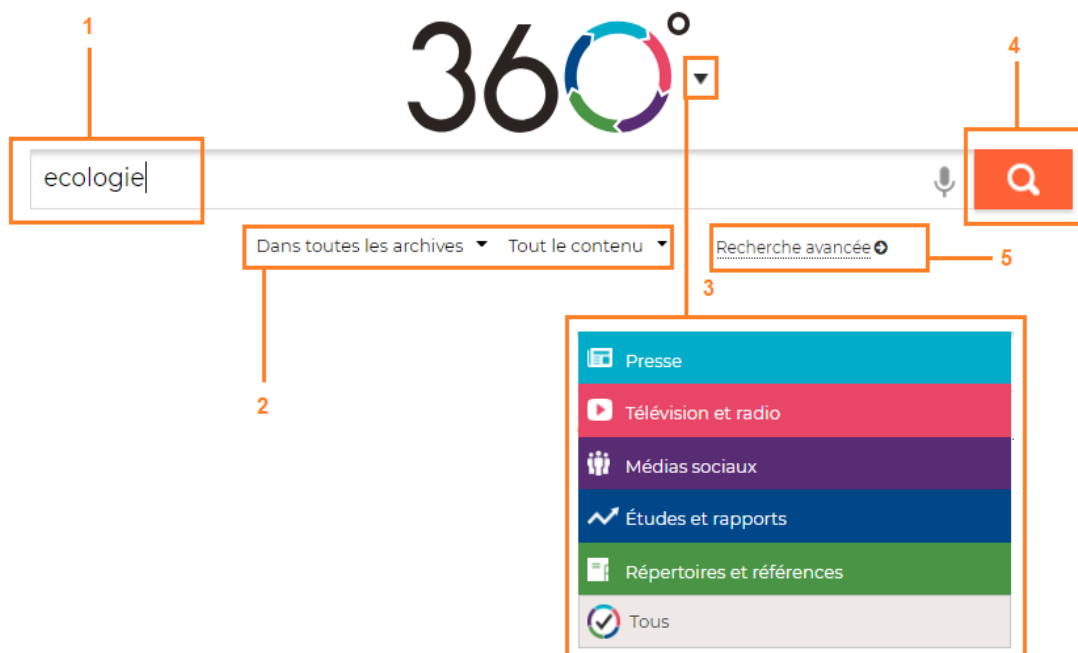 1
360°
4
ecologie
Dans toutes les archives Tout le contenu Recherche avancée
5
3
2
Presse
Télévision et radio
Médias sociaux
Études et rapports
Répertoires et références
Tous